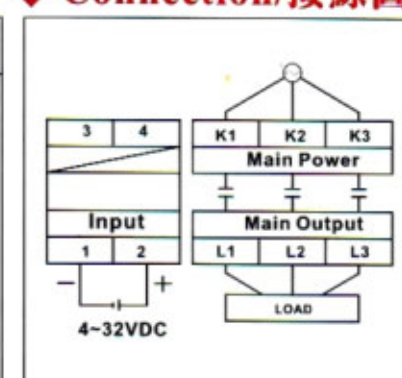 Connection/接線圖
3 4
K1 K2 K3
Main Power
Input
Main Output
1 2
L1 L2 L3
− +
LOAD
4~32VDC